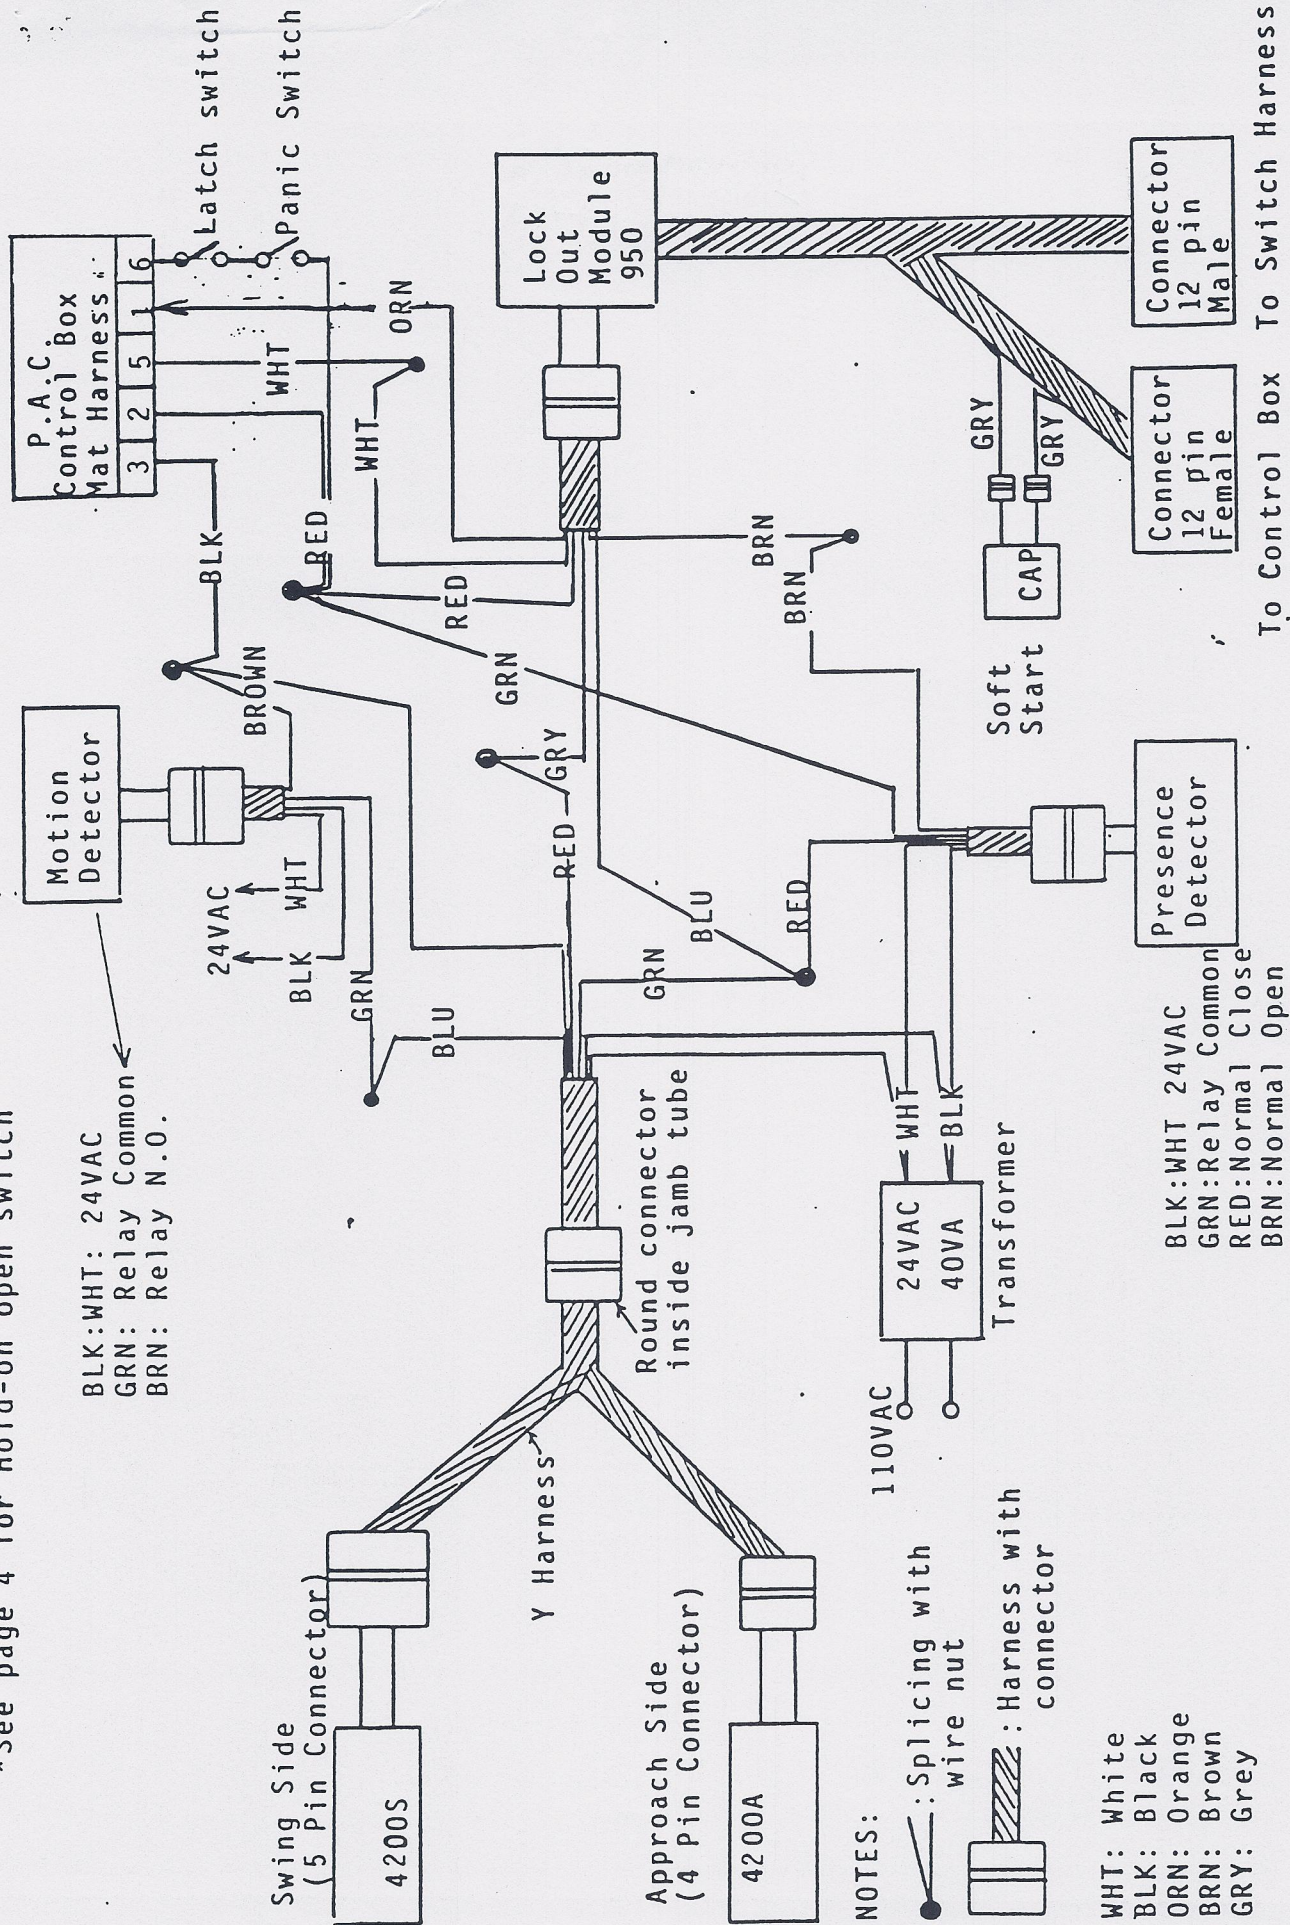 *See page 4 for hold-on open switch
BLK:WHT: 24VAC
GRN: Relay Common
BRN: Relay N.O.
Motion
Detector
P.A.C.
Control Box
Mat Harness
3 2 5 1 6
Latch switch
Panic Switch
24VAC
BLK
WHT
GRN
BROWN
BLK
RED
WHT
WHT
ORN
BLU
RED
GRY
GRN
RED
Lock
Out
Module
950
Swing Side
(5 Pin Connector)
4200S
Y Harness
Round connector
inside jamb tube
GRN
BLU
RED
BRN
BRN
Approach Side
(4 Pin Connector)
4200A
110VAC
24VAC
40VA
WHT
BLK
Transformer
Soft
Start
CAP
GRY
GRY
Presence
Detector
Connector
12 pin
Female
Connector
12 pin
Male
To Control Box
To Switch Harness
BLK:WHT 24VAC
GRN:Relay Common
RED:Normal Close
BRN:Normal Open
NOTES:
:Splicing with
wire nut
:Harness with
connector
WHT: White
BLK: Black
ORN: Orange
BRN: Brown
GRY: Grey